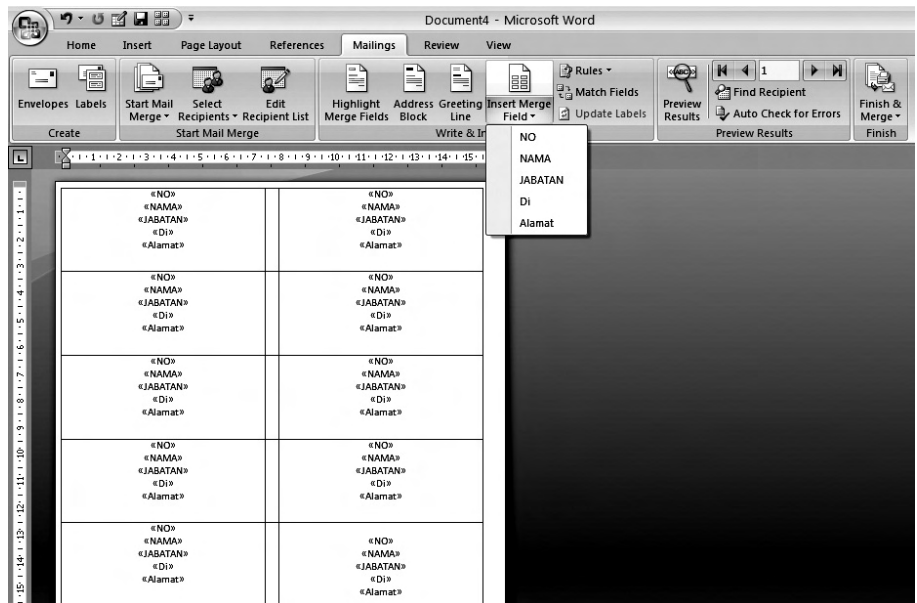 Document4 - Microsoft Word
Home Insert Page Layout References Mailings Review View
Envelopes Labels
Create
Start Mail Merge Select Recipients Edit Recipient List
Start Mail Merge
Highlight Merge Fields Address Block Greeting Line Insert Merge Field
Rules
Match Fields
Update Labels
Write & In
Preview Results
1
Find Recipient
Auto Check for Errors
Preview Results
Finish & Merge
Finish
NO
NAMA
JABATAN
Di
Alamat
«NO» «NO»
«NAMA» «NAMA»
«JABATAN» «JABATAN»
«Di» «Di»
«Alamat» «Alamat»
«NO» «NO»
«NAMA» «NAMA»
«JABATAN» «JABATAN»
«Di» «Di»
«Alamat» «Alamat»
«NO» «NO»
«NAMA» «NAMA»
«JABATAN» «JABATAN»
«Di» «Di»
«Alamat» «Alamat»
«NO» «NO»
«NAMA» «NAMA»
«JABATAN» «JABATAN»
«Di» «Di»
«Alamat» «Alamat»
«NO»
«NAMA» «NO»
«JABATAN» «NAMA»
«Di» «JABATAN»
«Alamat» «Di»
«Alamat»